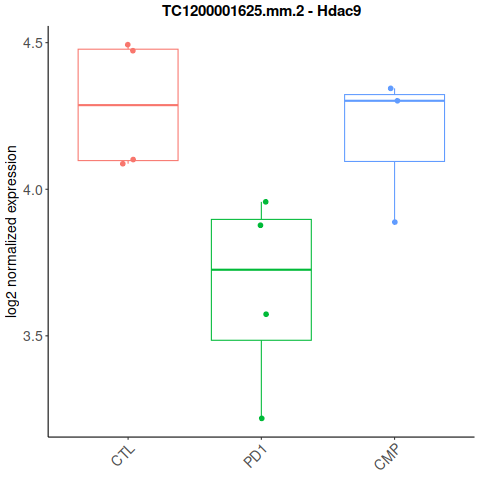 TC1200001625.mm.2 - Hdac9
log2 normalized expression
4.5
4.0
3.5
CTL
PD1
CMP